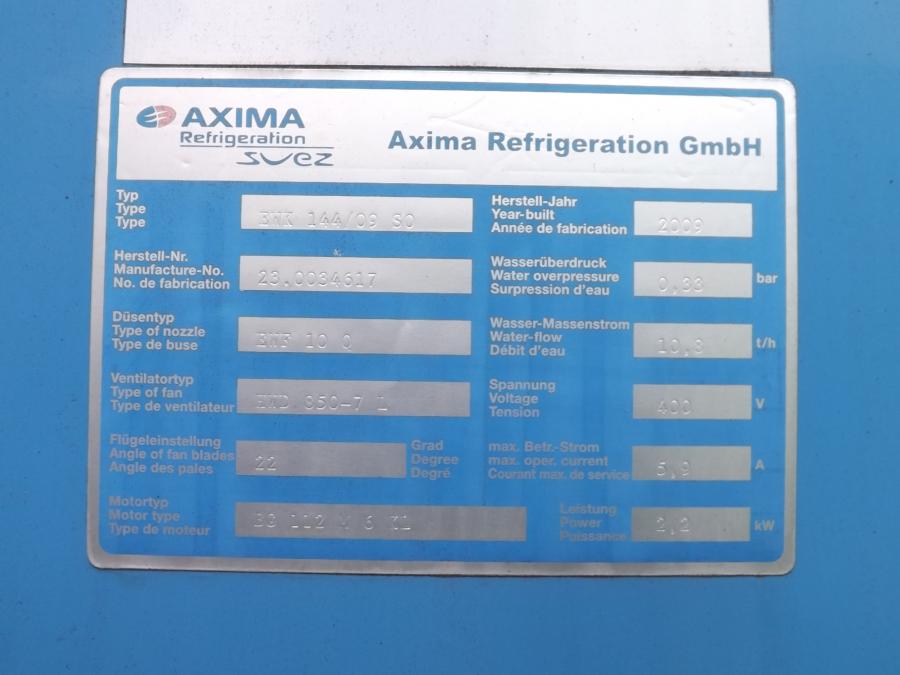 AXIMA
Refrigeration
SUEZ
Axima Refrigeration GmbH
Typ
Type
Type
EWK 144/09 SO
Herstell-Jahr
Year-built
Année de fabrication
2009
Herstell-Nr.
Manufacture-No.
No. de fabrication
23.0034617
Wasserüberdruck
Water overpressure
Surpression d'eau
0,33
bar
Düsentyp
Type of nozzle
Type de buse
EWF 10 Q
Wasser-Massenstrom
Water-flow
Débit d'eau
10,3
t/h
Ventilatortyp
Type of fan
Type de ventilateur
850-7 L
Spannung
Voltage
Tension
400
V
Flügeleinstellung
Angle of fan blades
Angle des pales
22
Grad
Degree
Degré
max. Betr.-Strom
max. oper. current
Courant max. de service
5,9
A
Motortyp
Motor type
Type de moteur
112 M 6
Leistung
Power
Puissance
2,2
kW